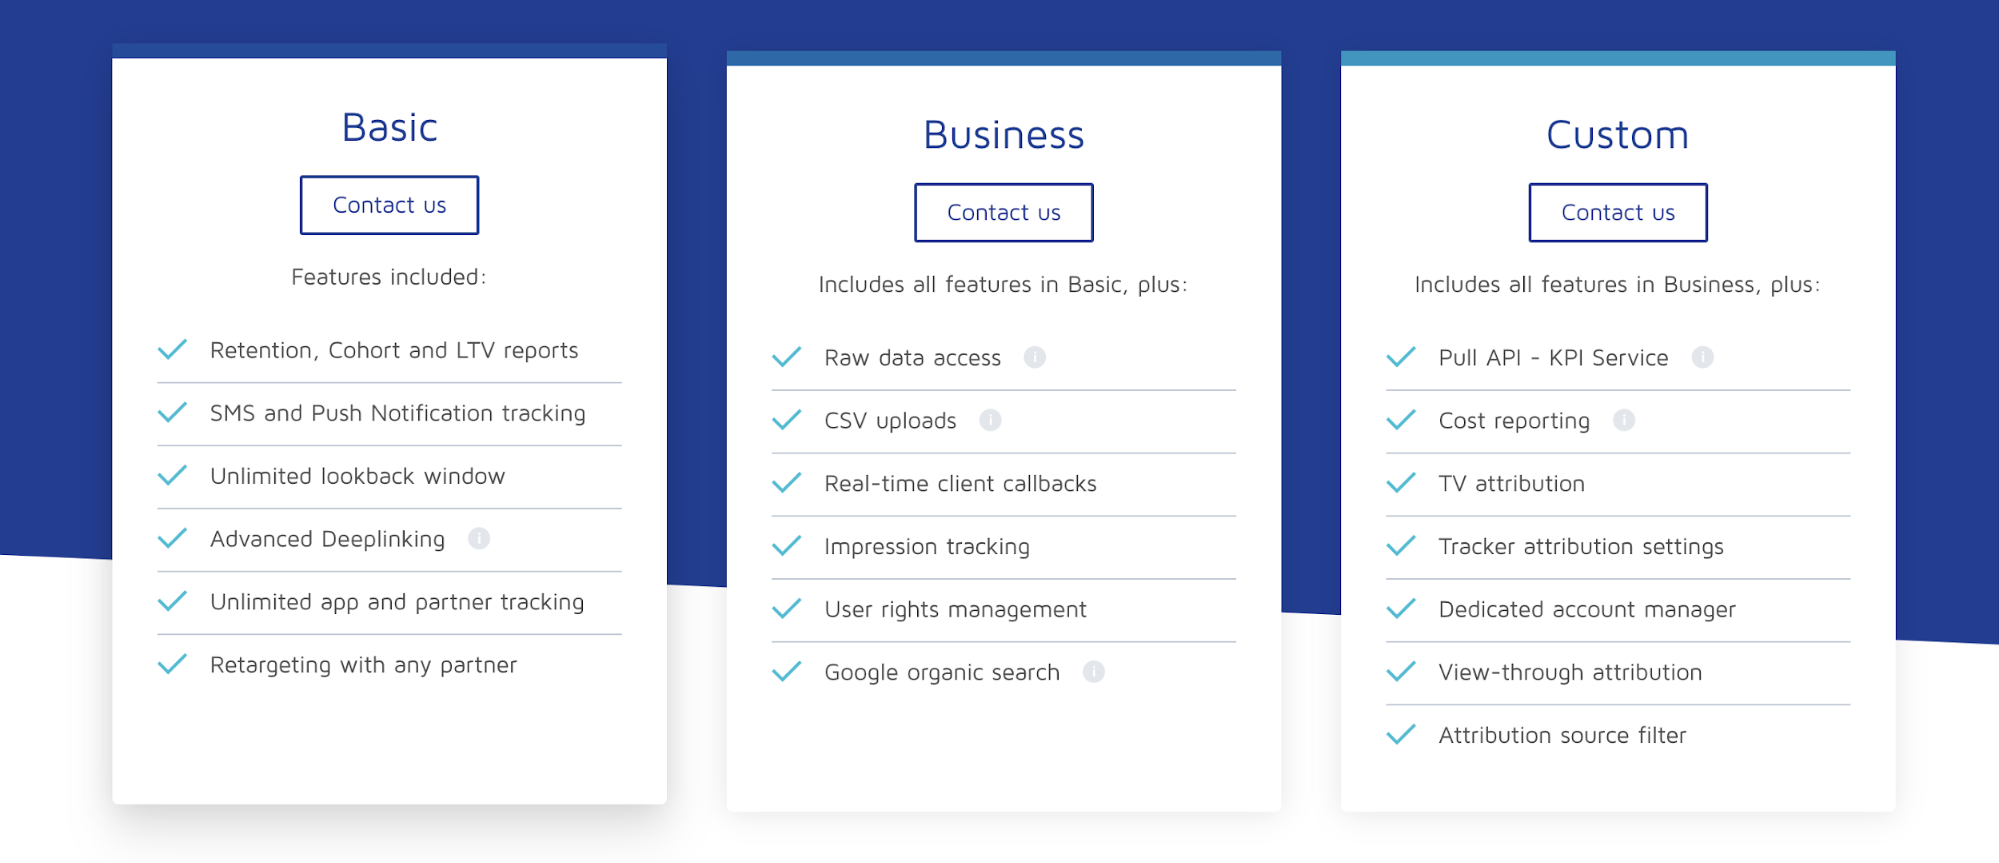 Basic
Contact us
Features included:
Retention, Cohort and LTV reports
SMS and Push Notification tracking
Unlimited lookback window
Advanced Deeplinking i
Unlimited app and partner tracking
Retargeting with any partner
Business
Contact us
Includes all features in Basic, plus:
Raw data access i
CSV uploads i
Real-time client callbacks
Impression tracking
User rights management
Google organic search i
Custom
Contact us
Includes all features in Business, plus:
Pull API - KPI Service i
Cost reporting i
TV attribution
Tracker attribution settings
Dedicated account manager
View-through attribution
Attribution source filter